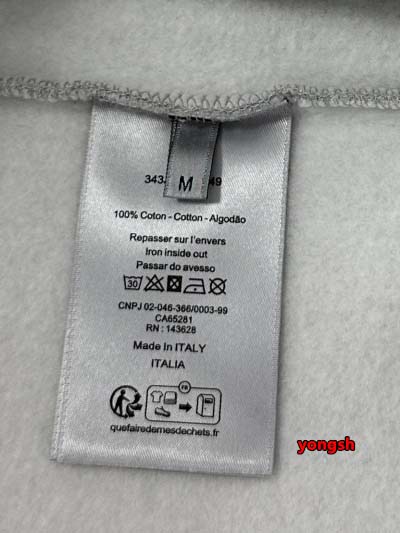 343
49
M
100% Coton - Cotton - Algodão
Repasser sur l'envers
Iron inside out
Passar do avesso
30
CNPJ 02-046-366/0003-99
CA65281
RN : 143628
Made In ITALY
ITALIA
FR
quefairedemesdechets.fr
yongsh